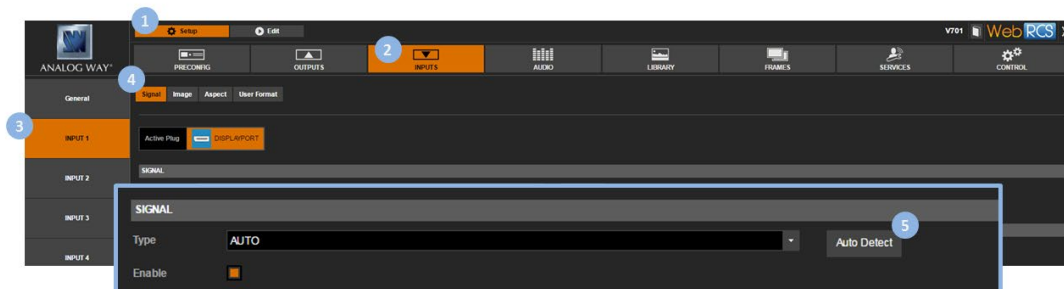 1
Setup
Edit
V701
Web RCS
ANALOG WAY®
PRECONFIG
OUTPUTS
2
INPUTS
AUDIO
LIBRARY
FRAMES
SERVICES
CONTROL
4
General
Signal Image Aspect User Format
3
INPUT 1
Active Plug DISPLAYPORT
INPUT 2
SIGNAL
INPUT 3
SIGNAL
5
Type AUTO Auto Detect
INPUT 4
Enable